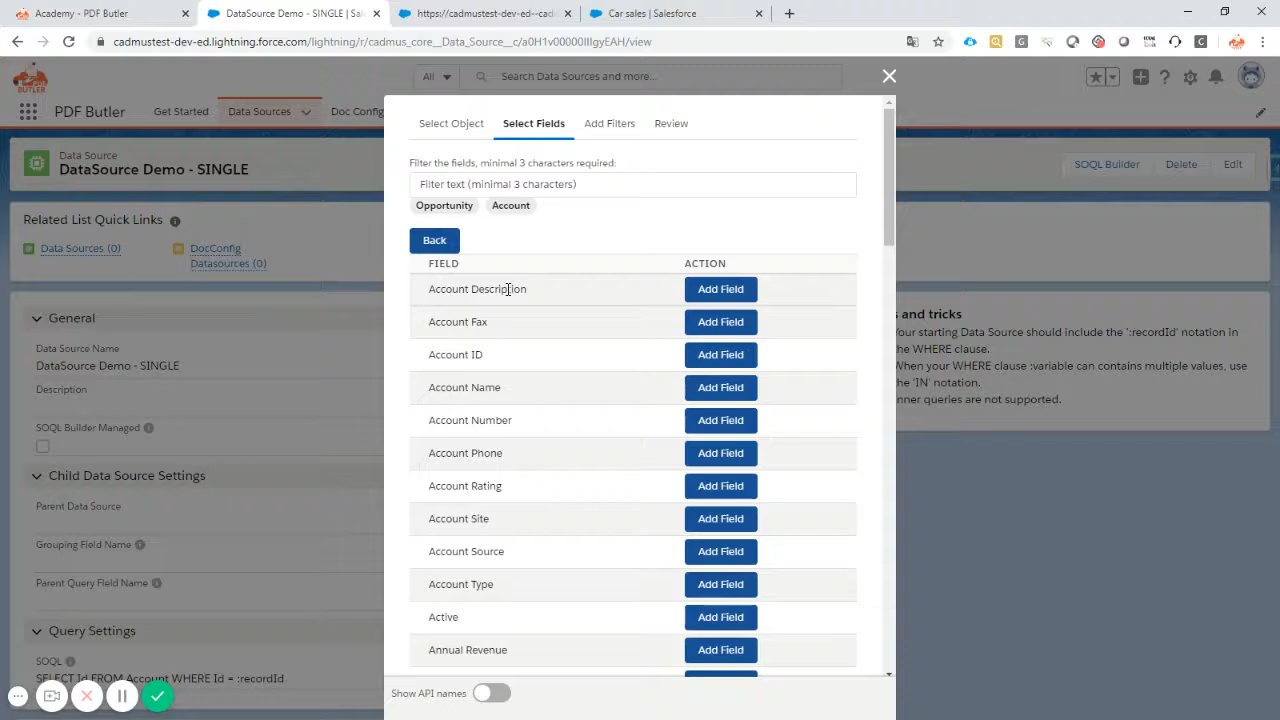 Academy - PDF Butler
DataSource Demo - SINGLE | Sal
https://cadmustest-dev-ed--cadm
Car sales | Salesforce
cadmustest-dev-ed.lightning.force.com/lightning/r/cadmus_core__Data_Source__c/a0H1v00000IIlgyEAH/view
BUTLER
All
Search Data Sources and more...
PDF Butler
Get Started
Data Sources
Doc Config
Select Object
Select Fields
Add Filters
Review
Data Source
DataSource Demo - SINGLE
SOQL Builder
Delete
Edit
Filter the fields, minimal 3 characters required:
Filter text (minimal 3 characters)
Opportunity
Account
Related List Quick Links
Data Sources (0)
DocConfig
Datasources (0)
Back
FIELD
ACTION
Account Description
Add Field
Account Fax
Add Field
Account ID
Add Field
Account Name
Add Field
Account Number
Add Field
Account Phone
Add Field
Account Rating
Add Field
Account Site
Add Field
Account Source
Add Field
Account Type
Add Field
Active
Add Field
Annual Revenue
Add Field
Show API names
General
Data Source Name
DataSource Demo - SINGLE
Description
SOQL Builder Managed
Child Data Source Settings
Parent Data Source
Grouping Field Name
Parent Query Field Name
Query Settings
SOQL
SELECT Id FROM Account WHERE Id = :recordId
s and tricks
Your starting Data Source should include the ':recordId' notation in
he WHERE clause.
When your WHERE clause :variable can contains multiple values, use
he 'IN' notation.
nner queries are not supported.